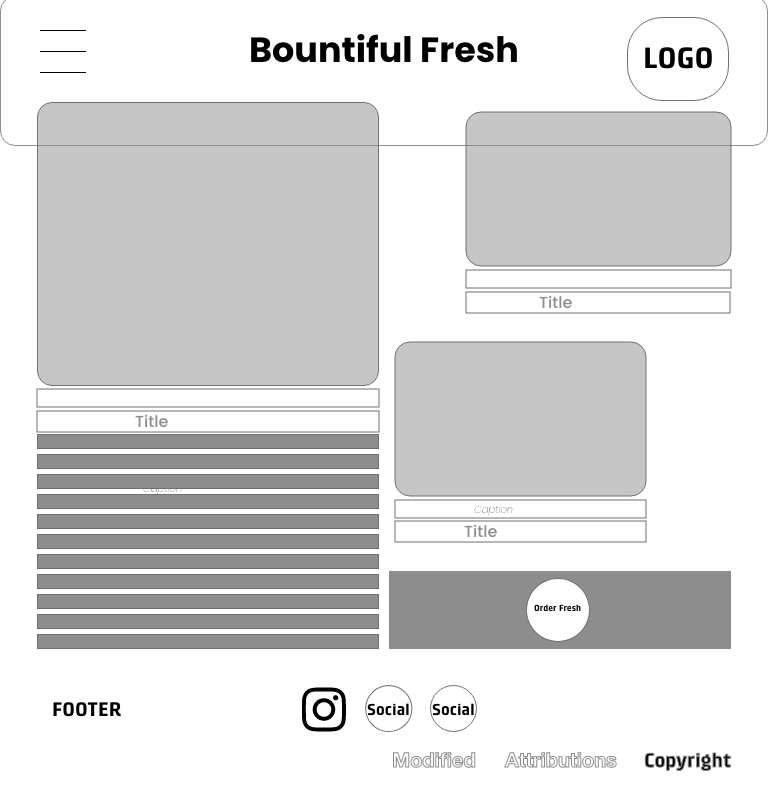 Bountiful Fresh
LOGO
Title
Title
Caption
Caption
Title
Order Fresh
FOOTER
Social
Social
Modified
Attributions
Copyright